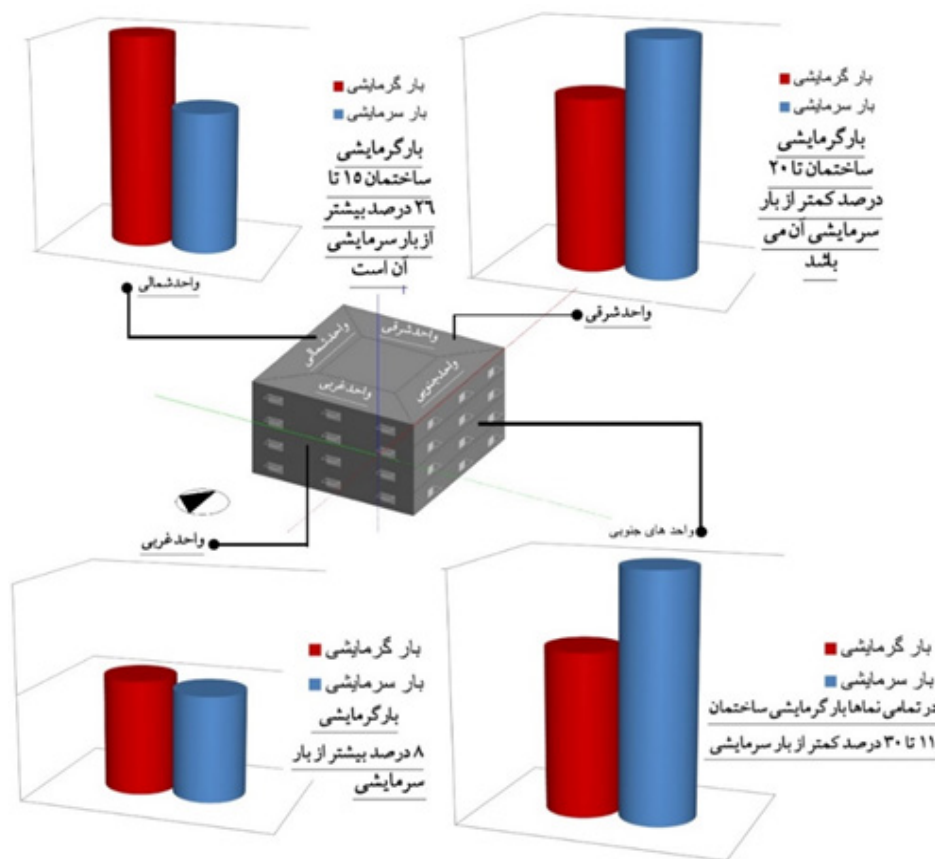 بار گرمایشی
بار سرمایشی
بارگرمایشی
ساختمان تا ۲۰
درصد کمتر از بار
سرمایشی آن می
باشد
بار گرمایشی
بار سرمایشی
بارگرمایشی
ساختمان ۱۵ تا
۲۶ درصد بیشتر
از بار سرمایشی
آن است
واحدشمالی
واحدشرقی
واحدشرقی
واحدشمالی
واحدجنوبی
واحدغربی
واحد های جنوبی
واحدغربی
بار گرمایشی
بار سرمایشی
در تمامی نماها بار گرمایشی ساختمان
۱۱ تا ۳۰ درصد کمتر از بار سرمایشی
بار گرمایشی
بار سرمایشی
بارگرمایشی
۸ درصد بیشتر از بار
سرمایشی